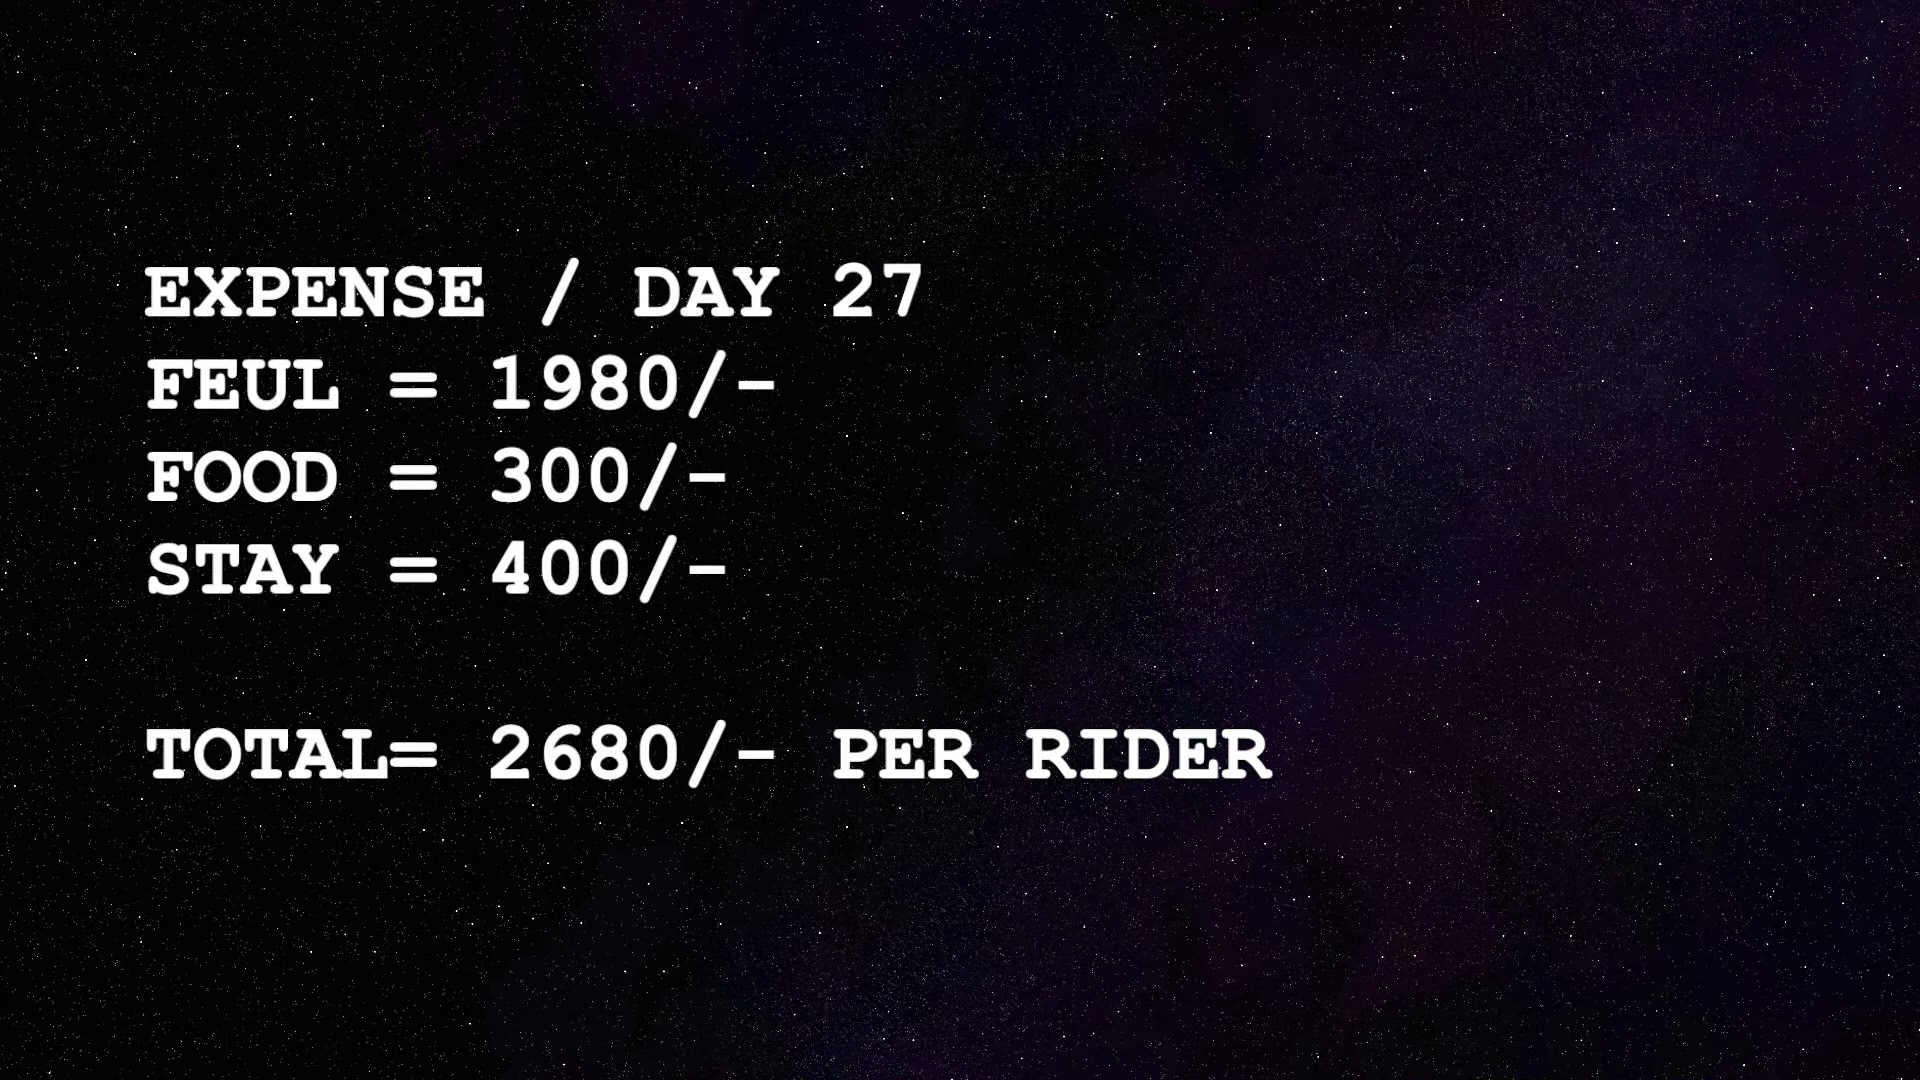 EXPENSE / DAY 27
FEUL = 1980/-
FOOD = 300/-
STAY = 400/-
TOTAL= 2680/- PER RIDER